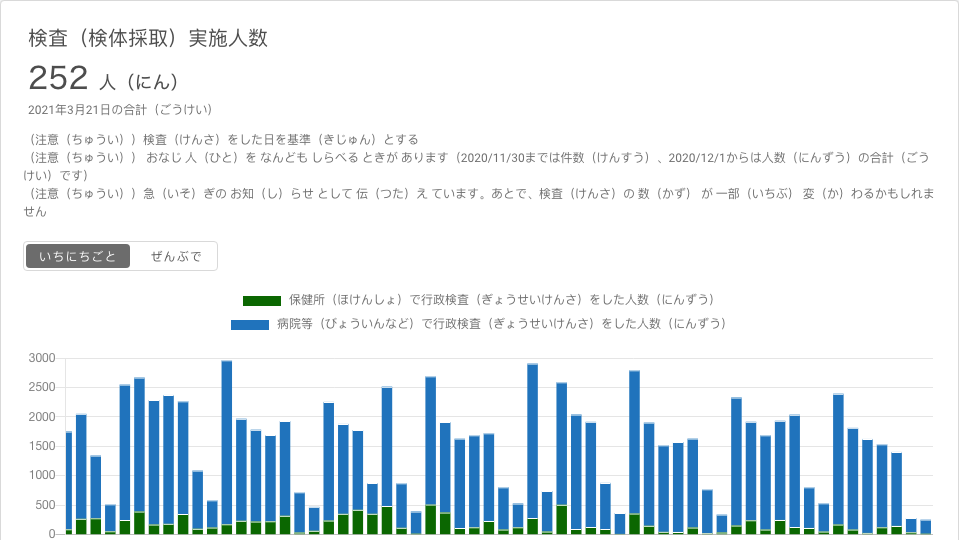 検査（検体採取）実施人数
252 人（にん）
2021年3月21日の合計（ごうけい）
（注意（ちゅうい））検査（けんさ）をした日を基準（きじゅん）とする
（注意（ちゅうい）） おなじ 人（ひと）を なんども しらべる ときが あります（2020/11/30までは件数（けんすう）、2020/12/1からは人数（にんずう）の合計（ごう
けい）です）
（注意（ちゅうい））急（いそ）ぎの お知（し）らせ として 伝（つた）え ています。あとで、検査（けんさ）の 数（かず） が 一部（いちぶ） 変（か）わるかもしれま
せん
いちにちごと ぜんぶで
保健所（ほけんしょ）で行政検査（ぎょうせいけんさ）をした人数（にんずう）
病院等（びょういんなど）で行政検査（ぎょうせいけんさ）をした人数（にんずう）
3000
2500
2000
1500
1000
500
0